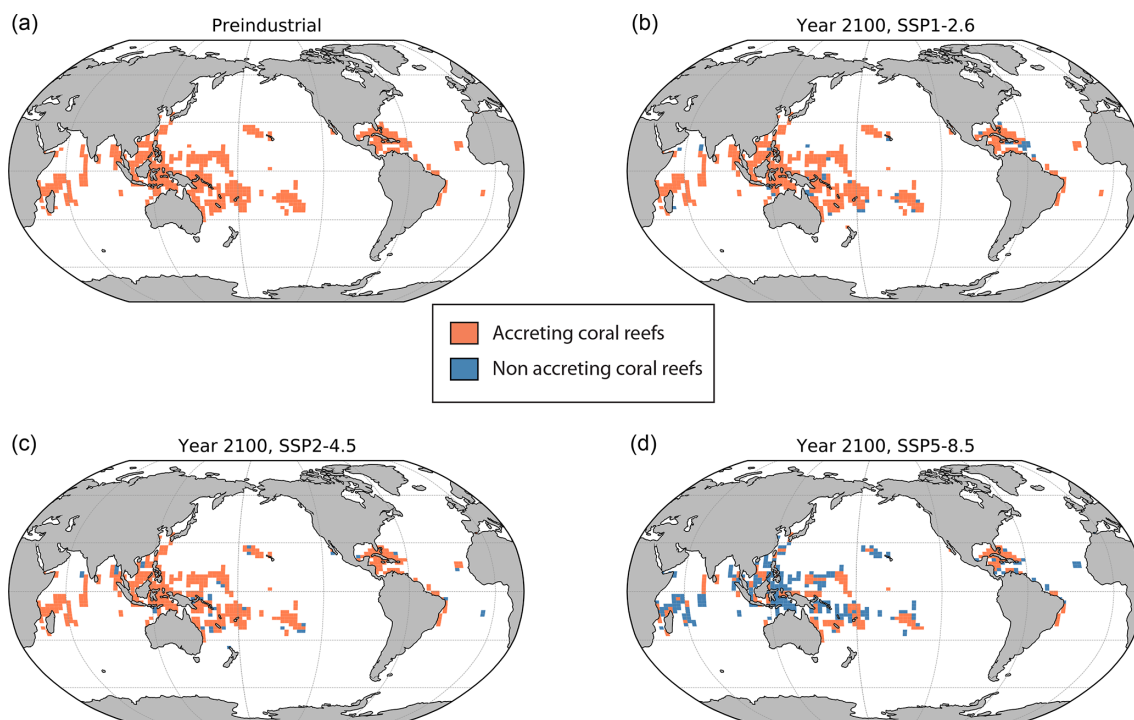 (a)
Preindustrial
(b)
Year 2100, SSP1-2.6
Accreting coral reefs
Non accreting coral reefs
(c)
Year 2100, SSP2-4.5
(d)
Year 2100, SSP5-8.5